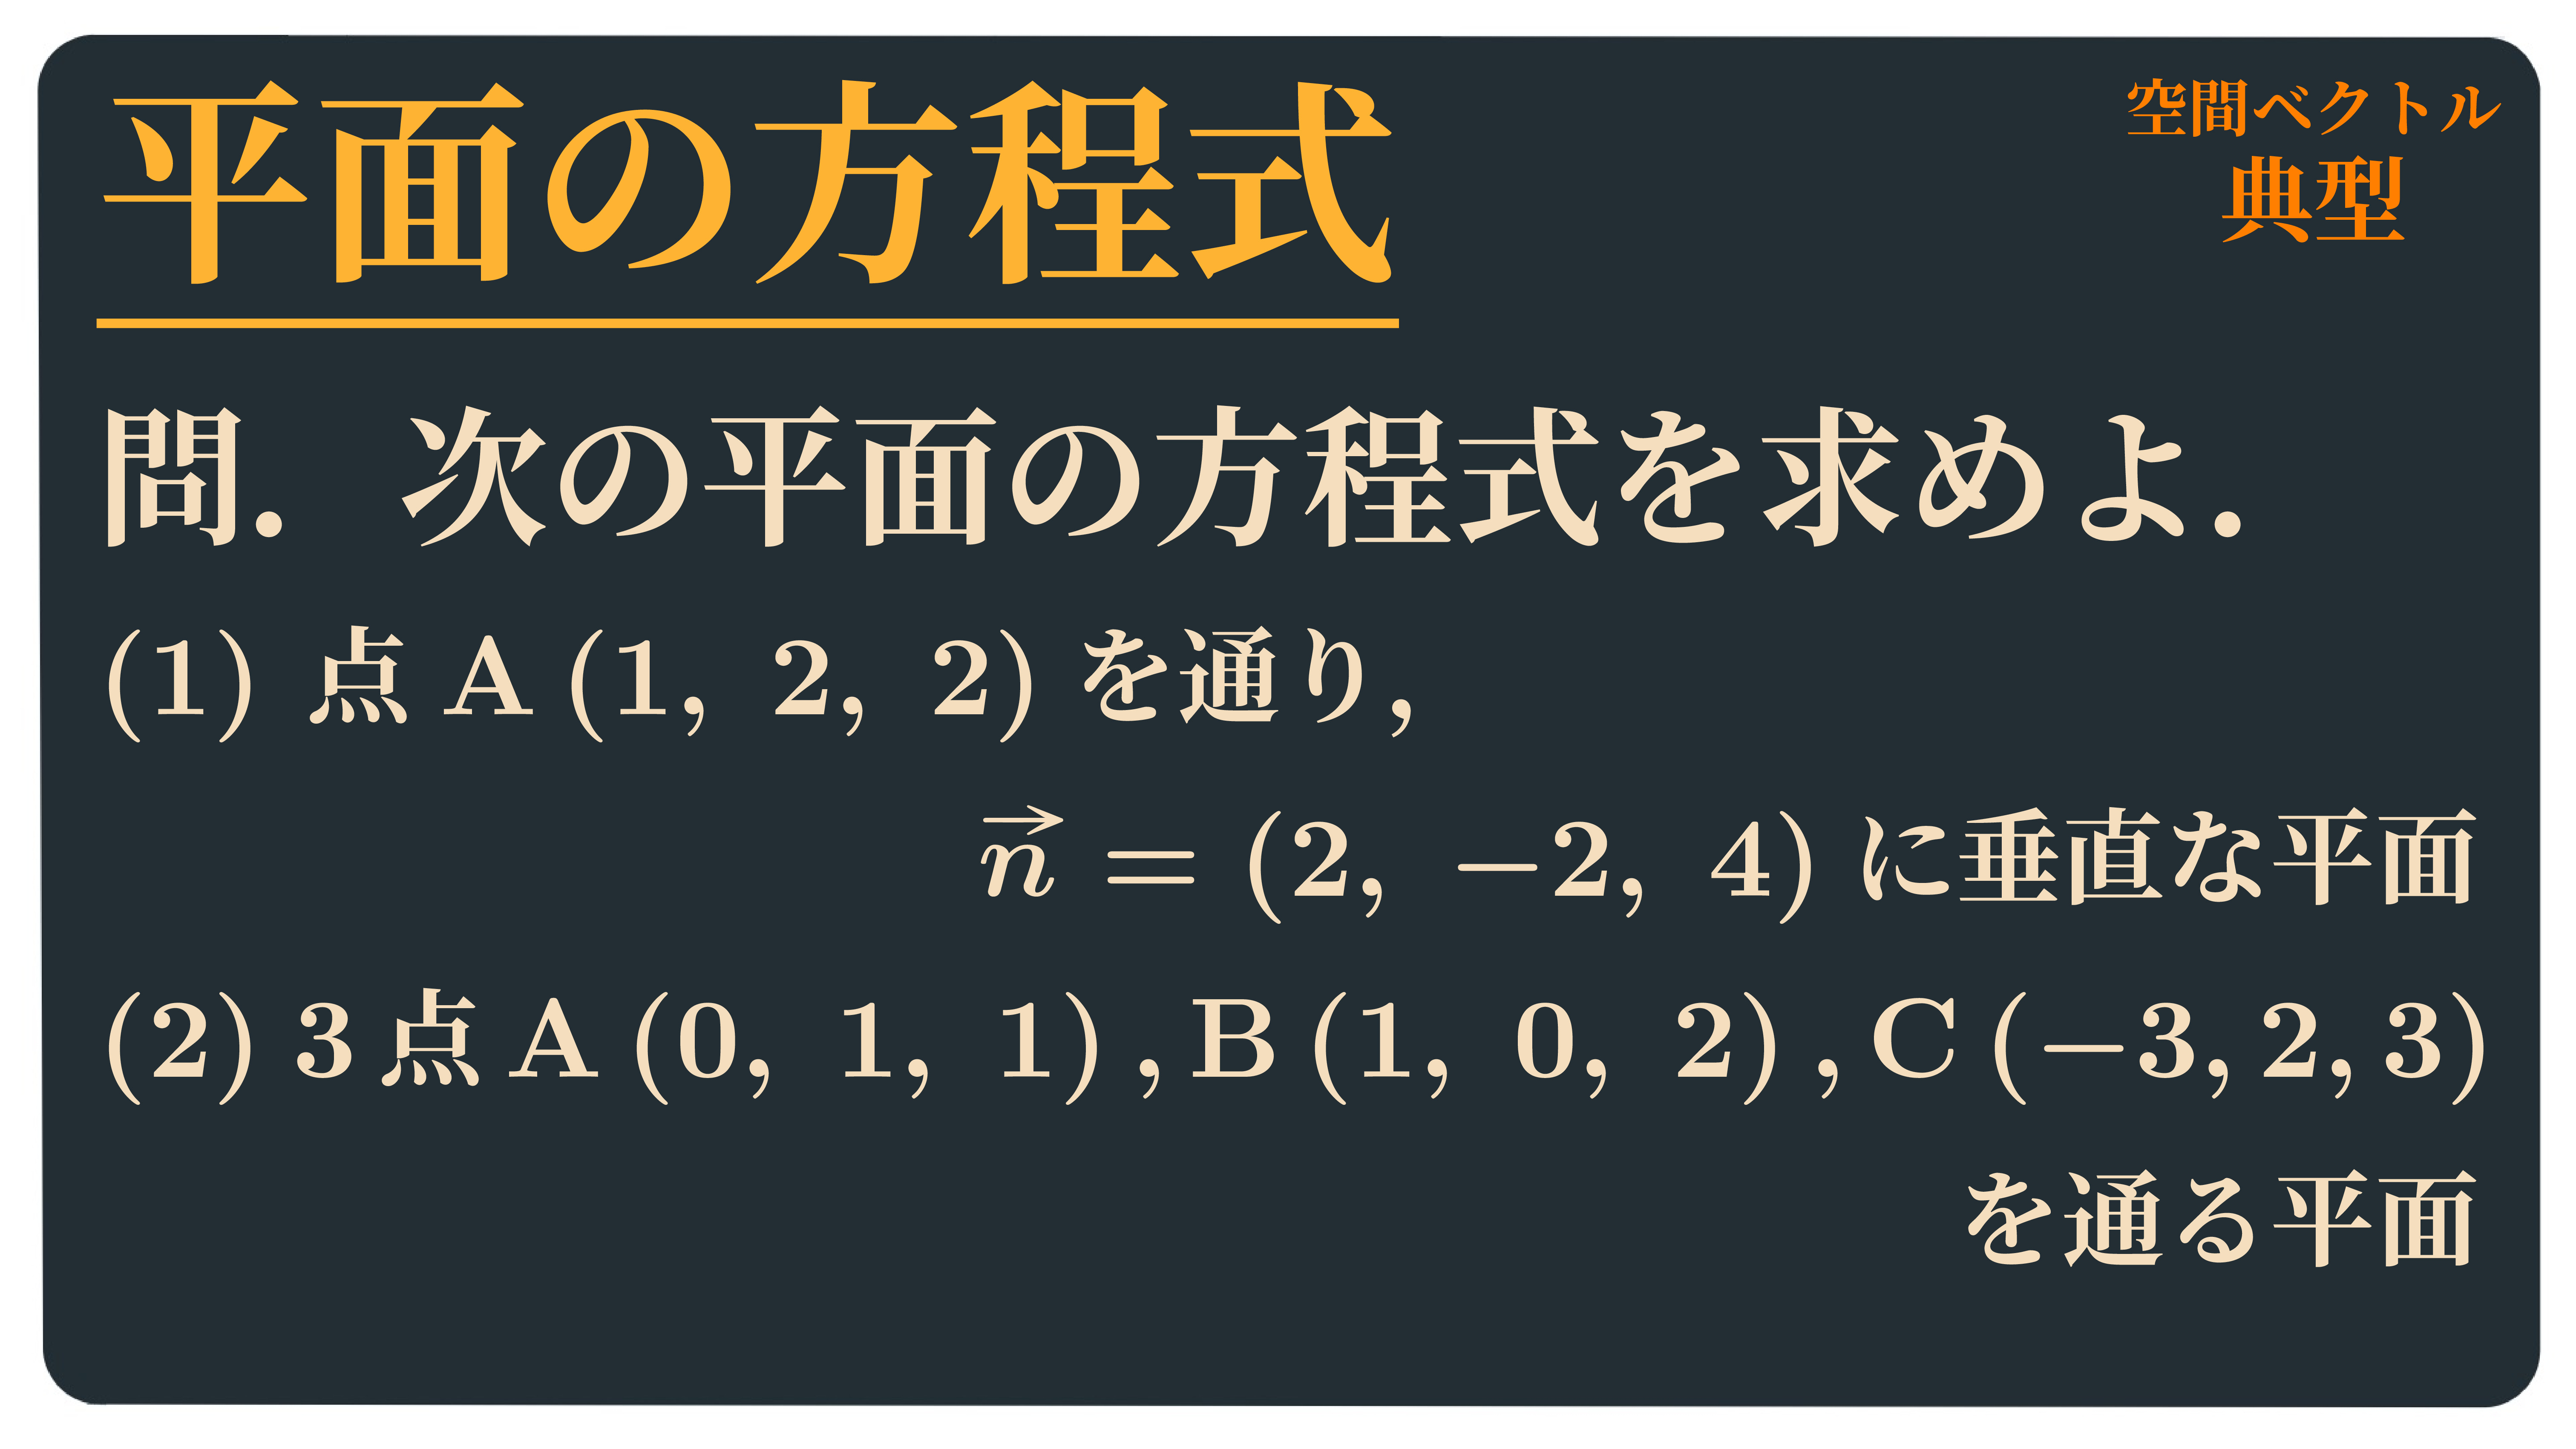 平面の方程式
空間ベクトル
典型
問. 次の平面の方程式を求めよ.
(1) 点 A (1, 2, 2) を通り,
n⃗ = (2, −2, 4) に垂直な平面
(2) 3点 A (0, 1, 1) , B (1, 0, 2) , C (−3, 2, 3)
を通る平面